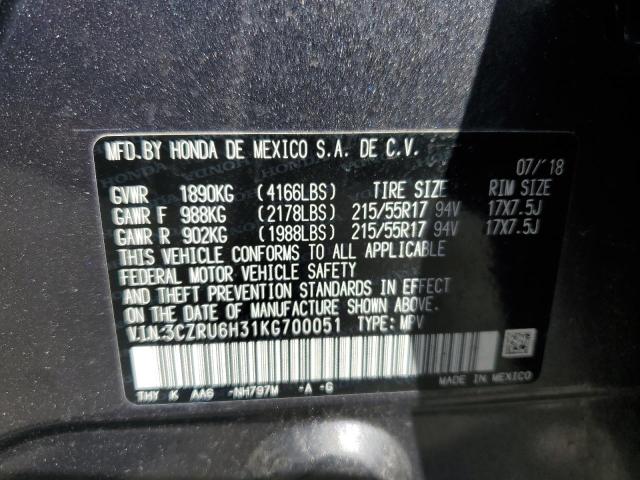 MFD.BY HONDA DE MEXICO S.A. DE C.V.
07/'18
GVWR 1890KG (4166LBS) TIRE SIZE RIM SIZE
GAWR F 988KG (2178LBS) 215/55R17 94V 17X7.5J
GAWR R 902KG (1988LBS) 215/55R17 94V 17X7.5J
THIS VEHICLE CONFORMS TO ALL APPLICABLE
FEDERAL MOTOR VEHICLE SAFETY
AND THEFT PREVENTION STANDARDS IN EFFECT
ON THE DATE OF MANUFACTURE SHOWN ABOVE.
V.I.N:3CZRU6H31KG700051 TYPE: MPV
MADE IN MEXICO
THY K AAG -NH797M -A -G